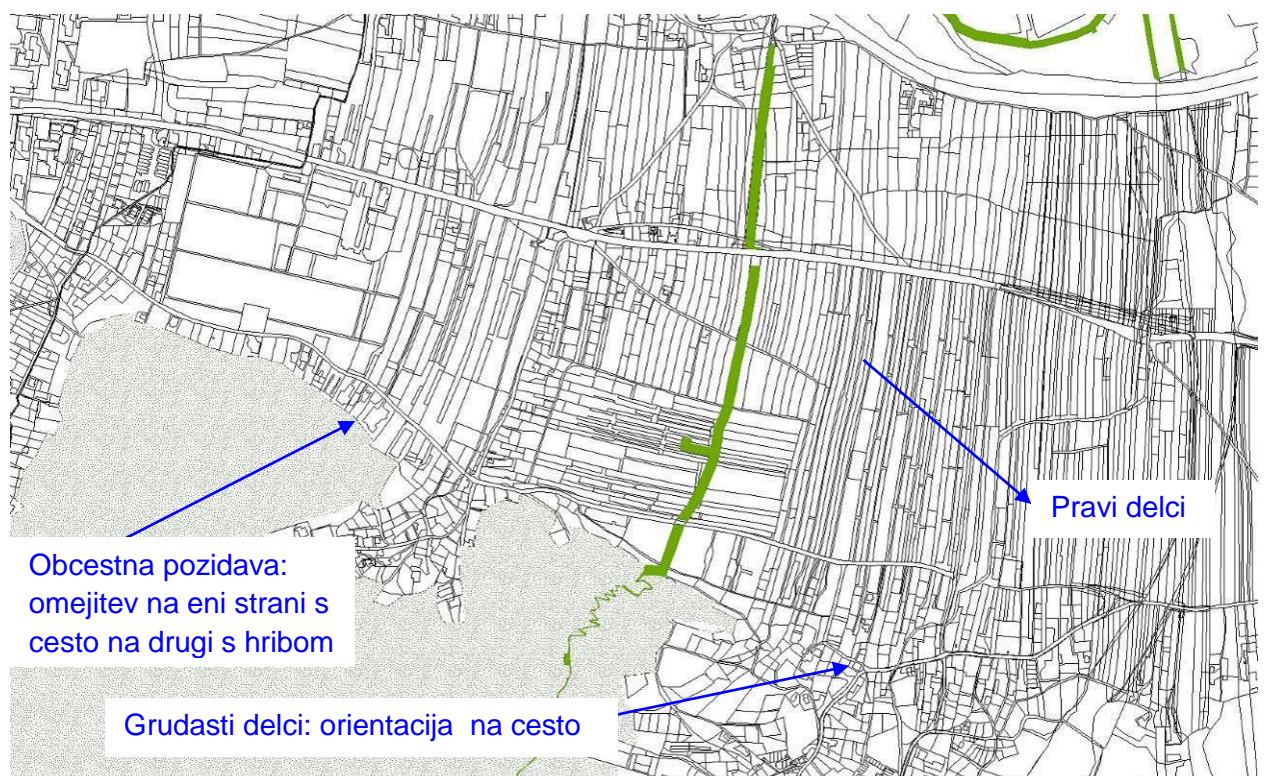 Pravi delci
Obcestna pozidava:
omejitev na eni strani s
cesto na drugi s hribom
Grudasti delci: orientacija na cesto